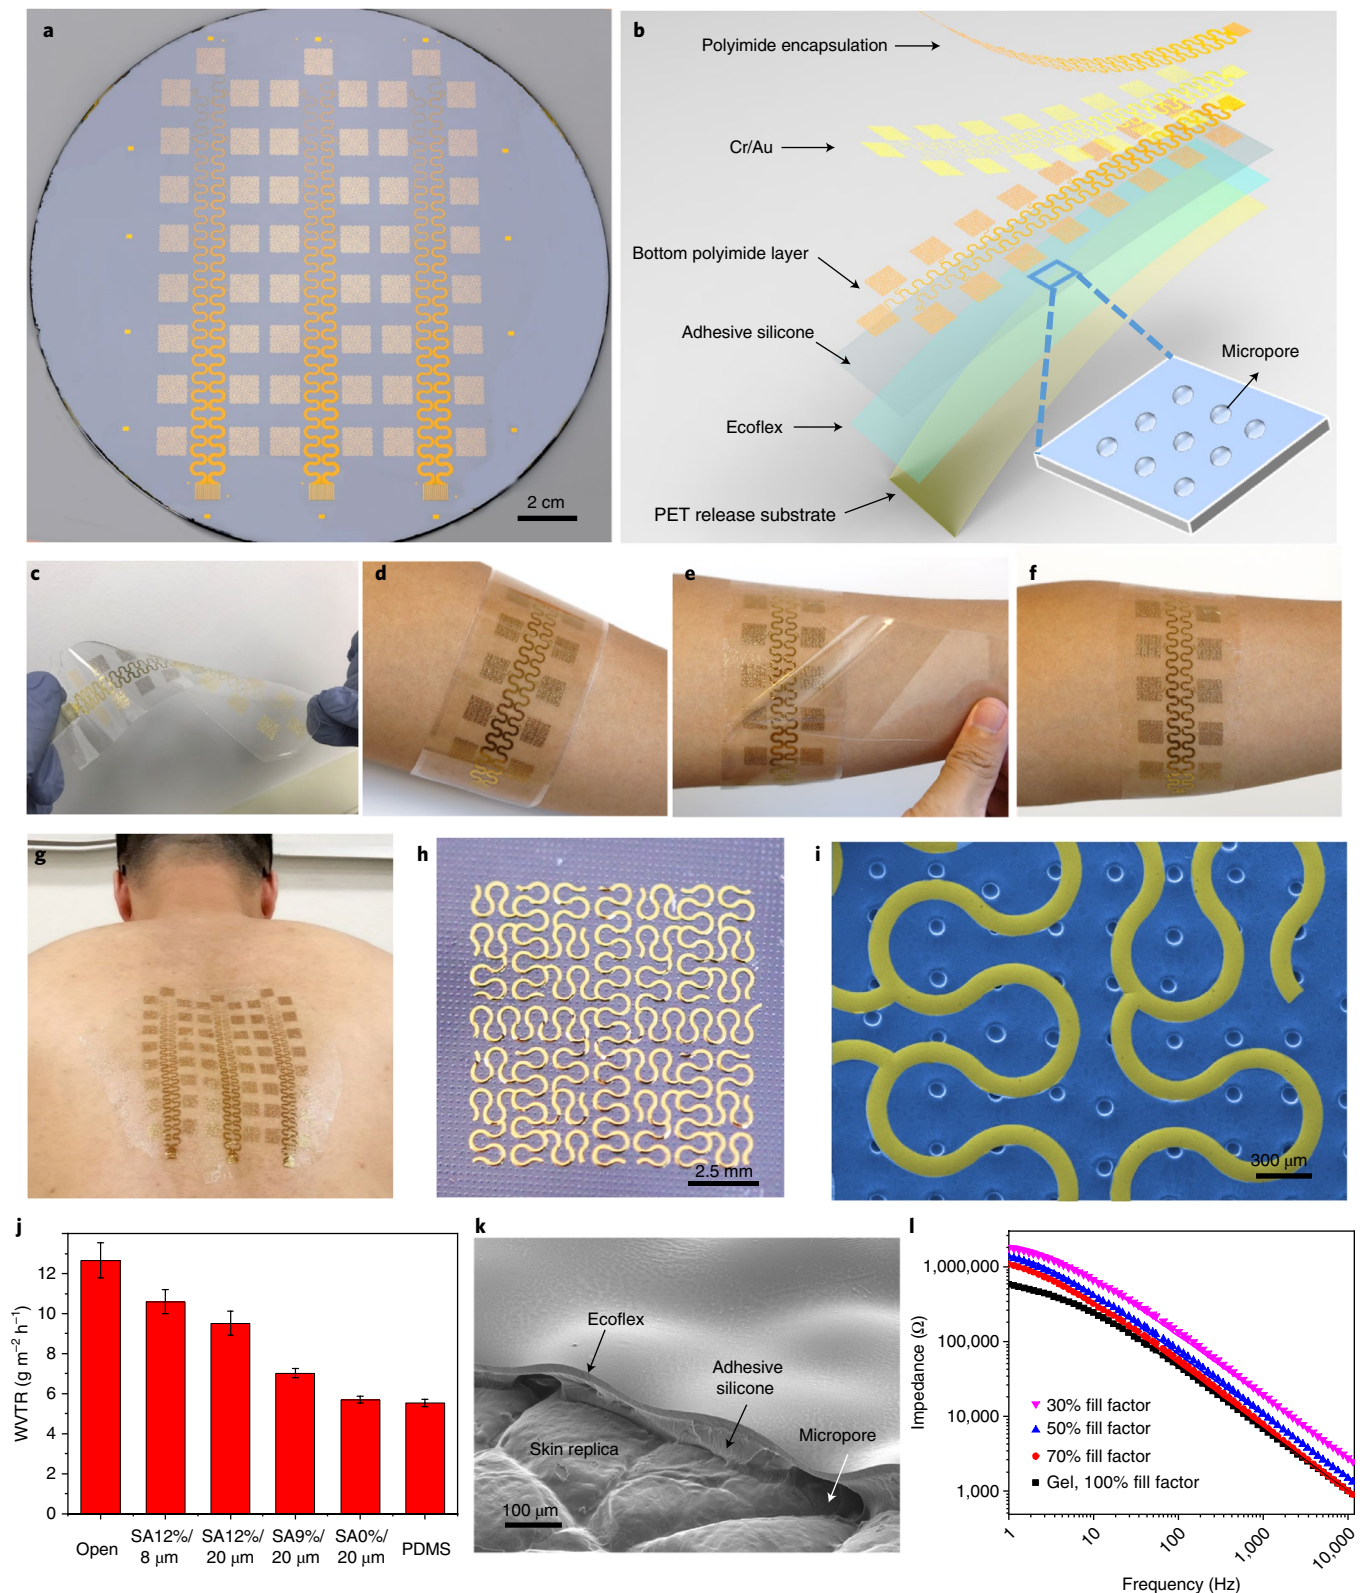 a
2 cm
b
Polyimide encapsulation
Cr/Au
Bottom polyimide layer
Adhesive silicone
Ecoflex
PET release substrate
Micropore
c
d
e
f
g
h
2.5 mm
i
300 μm
j
WVTR (g m⁻² h⁻¹)
12
10
8
6
4
2
0
Open
SA12%/
8 μm
SA12%/
20 μm
SA9%/
20 μm
SA0%/
20 μm
PDMS
k
Ecoflex
Adhesive
silicone
Micropore
Skin replica
100 μm
l
Impedance (Ω)
1,000,000
100,000
10,000
1,000
30% fill factor
50% fill factor
70% fill factor
Gel, 100% fill factor
1
10
100
1,000
10,000
Frequency (Hz)